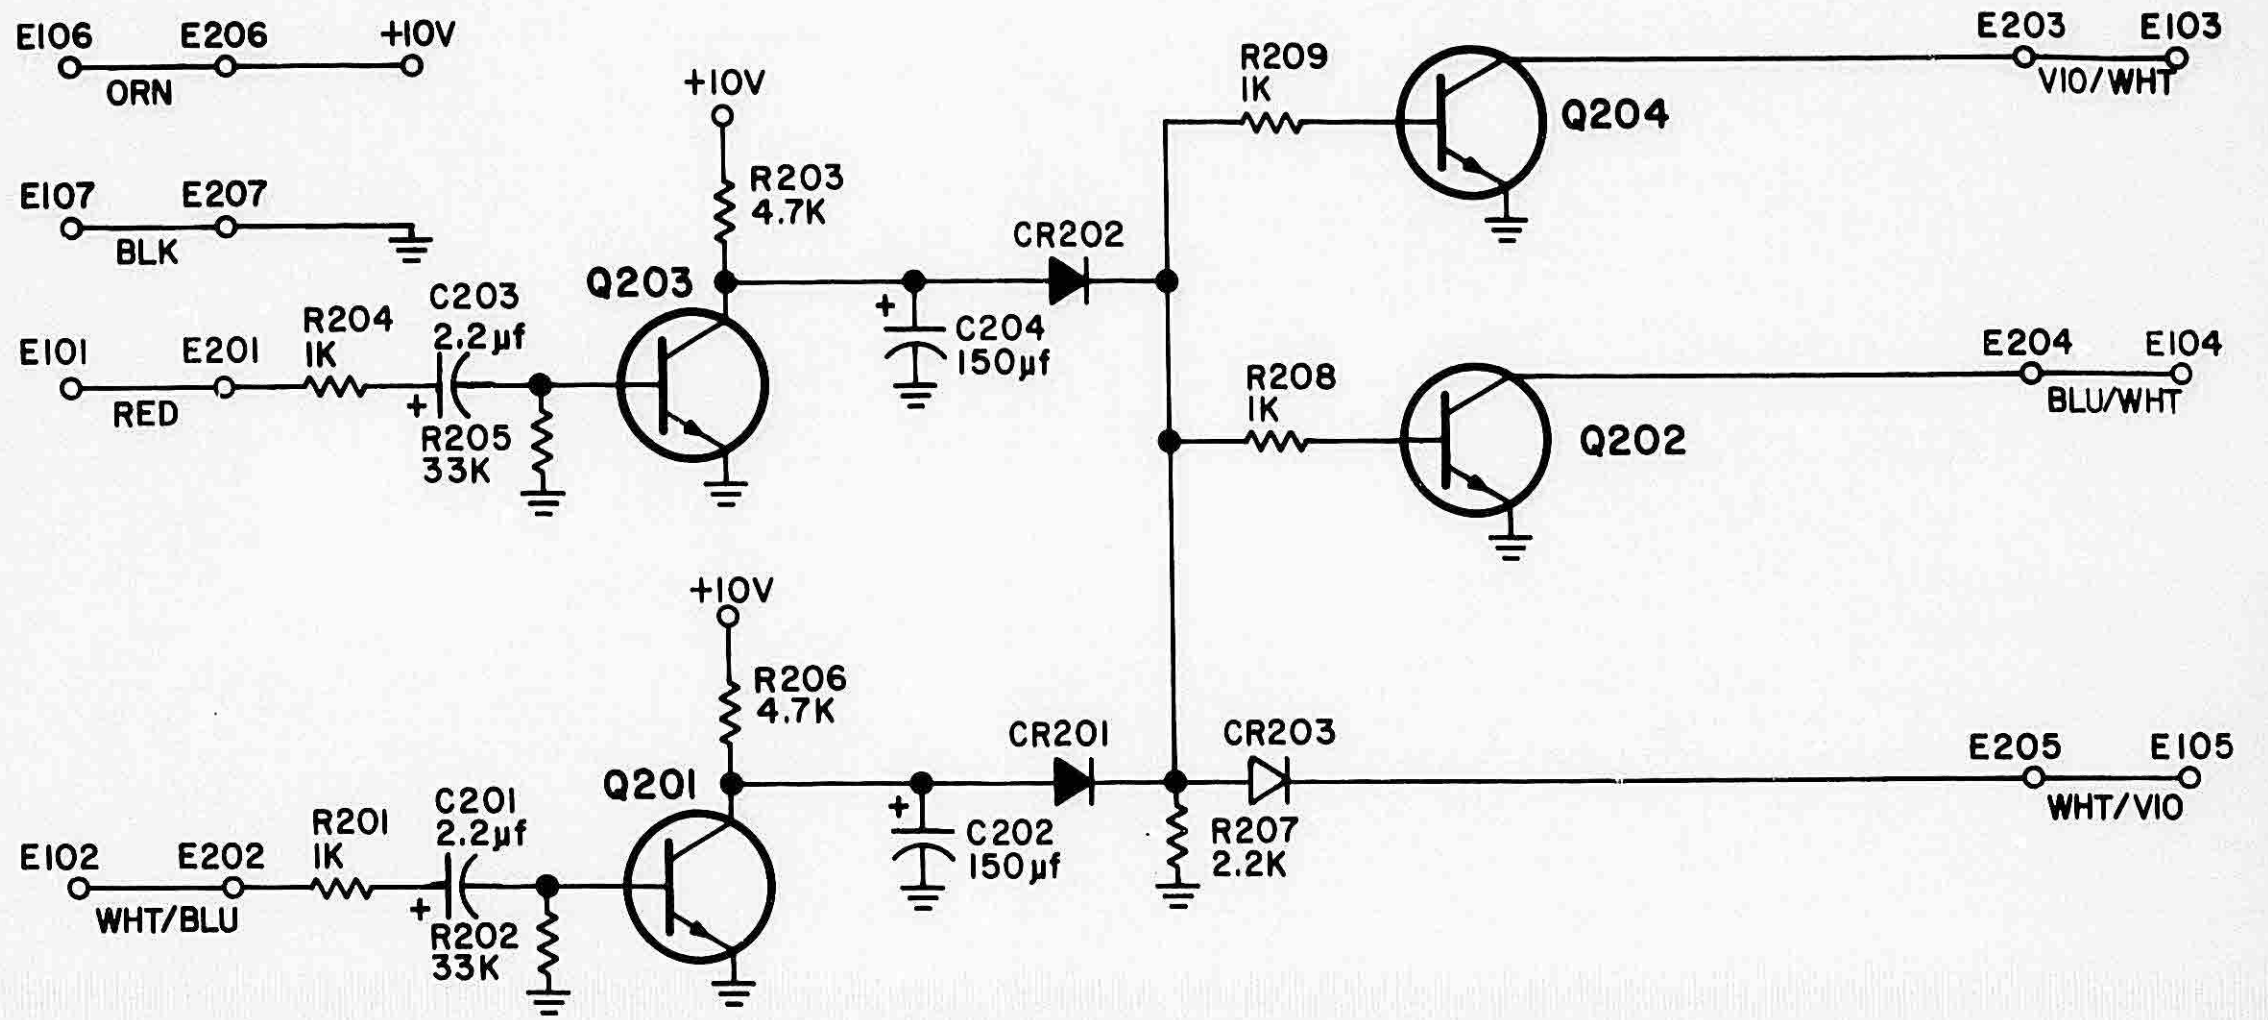 E106 E206 +10V
ORN
E107 E207
BLK
E101 E201
RED
R204
1K
C203
2.2µf
+
R205
33K
Q203
+10V
R203
4.7K
+
C204
150µf
CR202
R209
1K
Q204
E203 E103
VIO/WHT
R208
1K
Q202
E204 E104
BLU/WHT
E102 E202
WHT/BLU
R201
1K
C201
2.2µf
+
R202
33K
Q201
+10V
R206
4.7K
+
C202
150µf
CR201
CR203
R207
2.2K
E205 E105
WHT/VIO